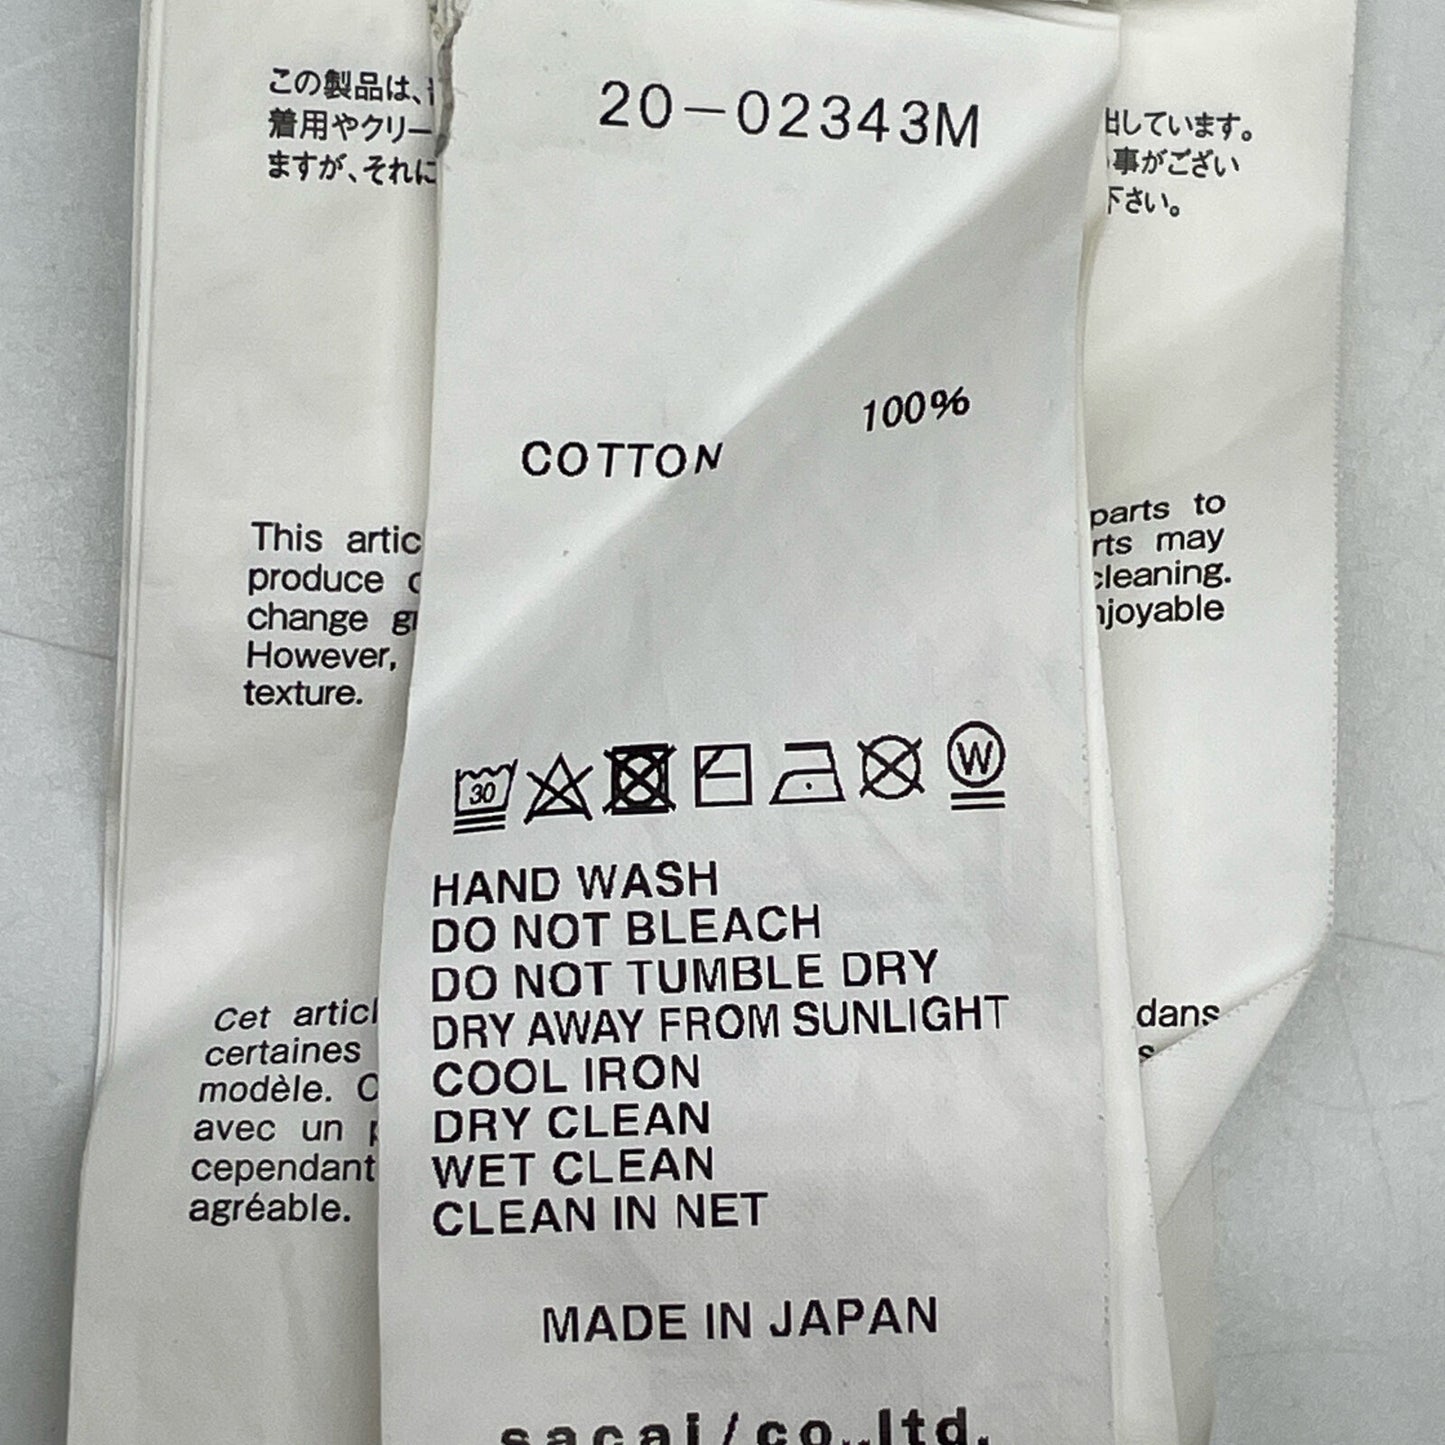 20-02343M
100%
COTTON
30
W
HAND WASH
DO NOT BLEACH
DO NOT TUMBLE DRY
DRY AWAY FROM SUNLIGHT
COOL IRON
DRY CLEAN
WET CLEAN
CLEAN IN NET
MADE IN JAPAN
sacai/co.,ltd.
この製品は、
着用やクリー
ますが、それに
出しています。
事がござい
下さい。
This artic
produce
change
However,
texture.
parts to
rts may
cleaning.
njoyable
Cet articl
certaines
modèle.
avec un
cependant
agréable.
dans